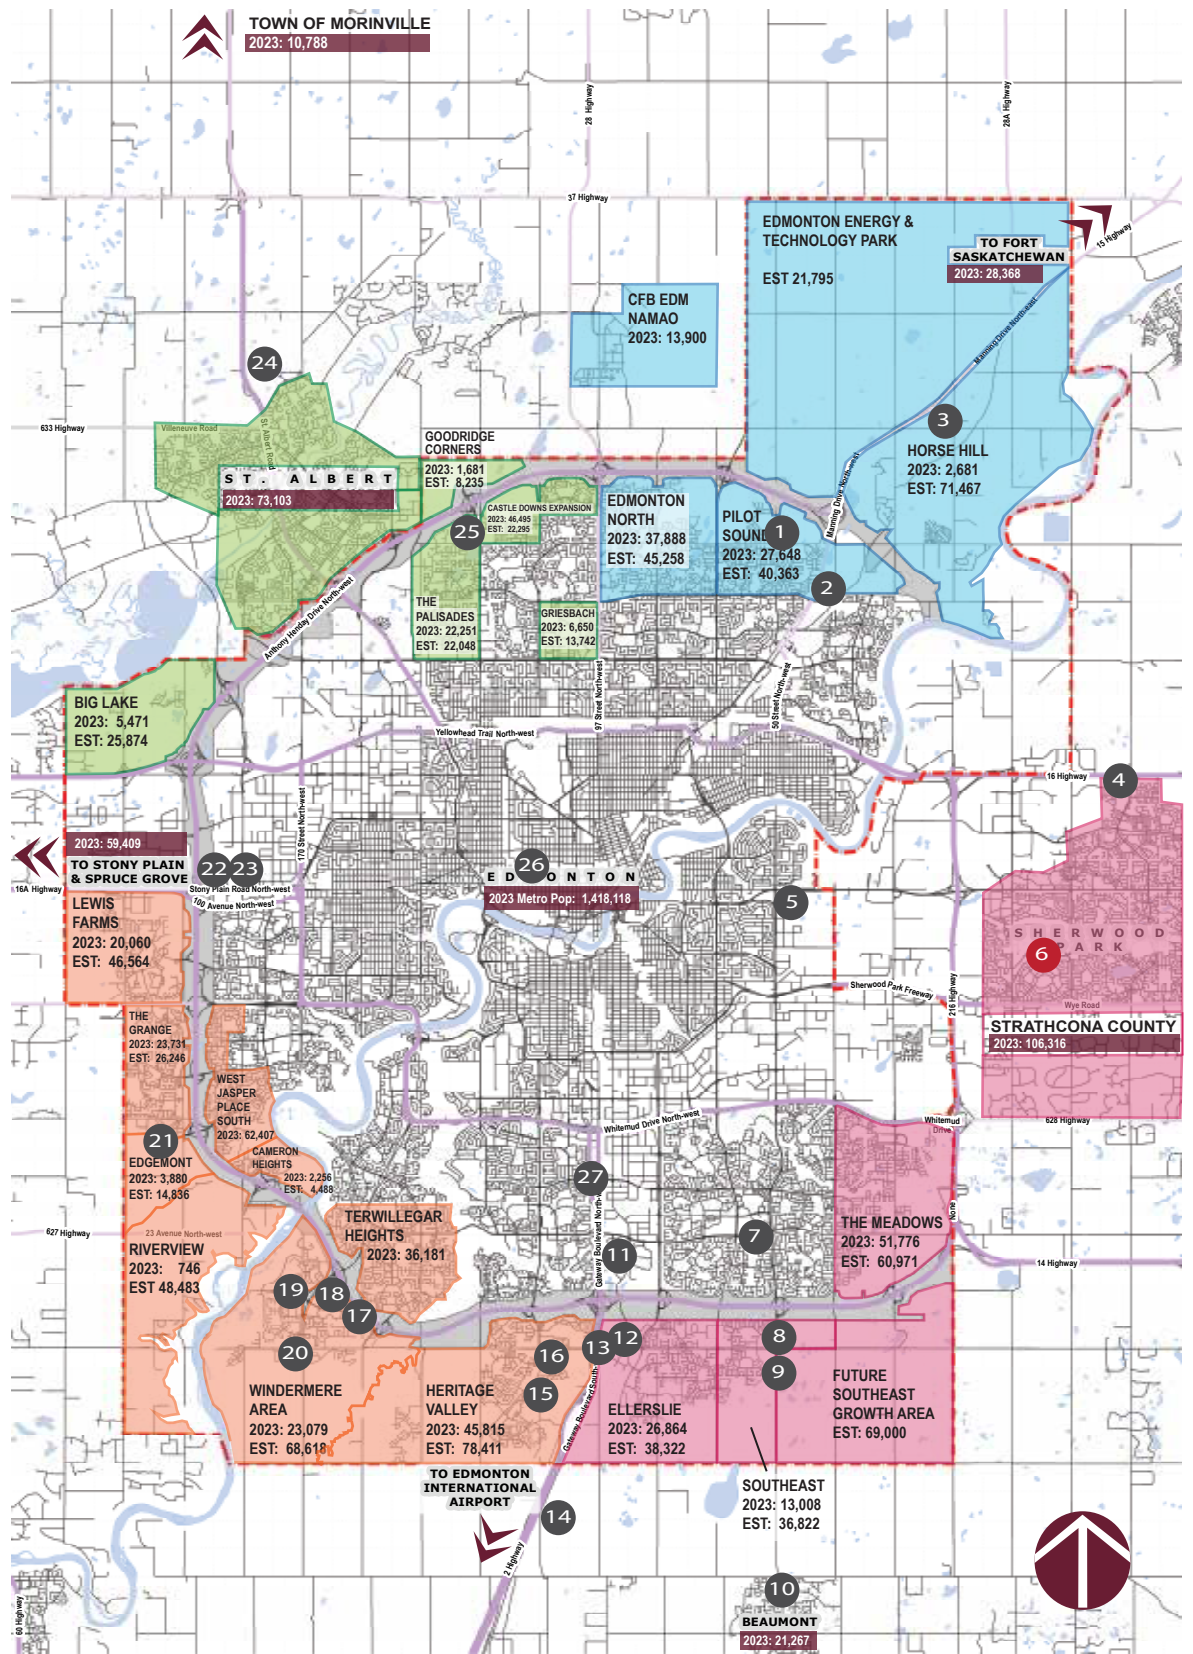 TOWN OF MORINVILLE
2023: 10,788
28 Highway
28A Highway
37 Highway
15 Highway
EDMONTON ENERGY &
TECHNOLOGY PARK
EST 21,795
TO FORT
SASKATCHEWAN
2023: 28,368
Manning Drive North-east
CFB EDM
NAMAO
2023: 13,900
24
633 Highway
Villeneuve Road
St. Albert Road
ST. ALBERT
2023: 73,103
GOODRIDGE
CORNERS
2023: 1,681
EST: 8,235
3
HORSE HILL
2023: 2,681
EST: 71,467
Manning Drive North-west
CASTLE DOWNS EXPANSION
2023: 46,495
EST: 22,295
25
EDMONTON
NORTH
2023: 37,888
EST: 45,258
PILOT
SOUND
2023: 27,648
EST: 40,363
1
2
THE
PALISADES
2023: 22,251
EST: 22,048
GRIESBACH
2023: 6,650
EST: 13,742
Anthony Henday Drive North-west
97 Street North-west
50 Street North-west
BIG LAKE
2023: 5,471
EST: 25,874
Yellowhead Trail North-west
16 Highway
4
170 Street North-west
2023: 59,409
TO STONY PLAIN
& SPRUCE GROVE
16A Highway
22
23
Stony Plain Road North-west
100 Avenue North-west
26
EDMONTON
2023 Metro Pop: 1,418,118
5
LEWIS
FARMS
2023: 20,060
EST: 46,564
SHERWOOD
PARK
6
Sherwood Park Freeway
216 Highway
Wye Road
STRATHCONA COUNTY
2023: 106,316
THE
GRANGE
2023: 23,731
EST: 26,246
WEST
JASPER
PLACE
SOUTH
2023: 62,407
Whitemud Drive North-west
Whitemud
Drive
628 Highway
21
EDGEMONT
2023: 3,880
EST: 14,836
CAMERON
HEIGHTS
2023: 2,256
EST: 4,488
27
Gateway Boulevard North-w
TERWILLEGAR
HEIGHTS
2023: 36,181
627 Highway
23 Avenue North-west
RIVERVIEW
2023: 746
EST 48,483
11
7
THE MEADOWS
2023: 51,776
EST: 60,971
None
14 Highway
19
18
17
20
16
15
13
12
8
9
WINDERMERE
AREA
2023: 23,079
EST: 68,618
HERITAGE
VALLEY
2023: 45,815
EST: 78,411
Gateway Boulevard South-
ELLERSLIE
2023: 26,864
EST: 38,322
FUTURE
SOUTHEAST
GROWTH AREA
EST: 69,000
TO EDMONTON
INTERNATIONAL
AIRPORT
SOUTHEAST
2023: 13,008
EST: 36,822
14
2 Highway
60 Highway
10
BEAUMONT
2023: 21,267